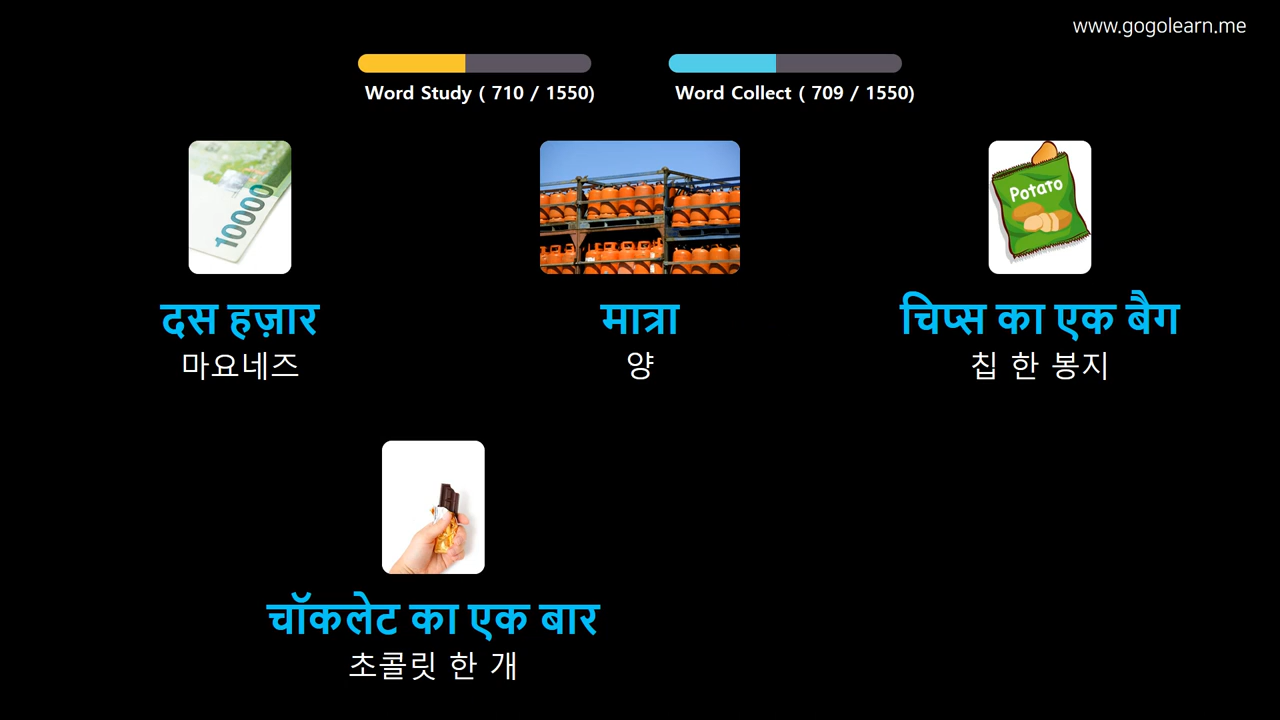 www.gogolearn.me
Word Study ( 710 / 1550)
Word Collect ( 709 / 1550)
10000
Potato
दस हज़ार
마요네즈
मात्रा
양
चिप्स का एक बैग
칩 한 봉지
चॉकलेट का एक बार
초콜릿 한 개